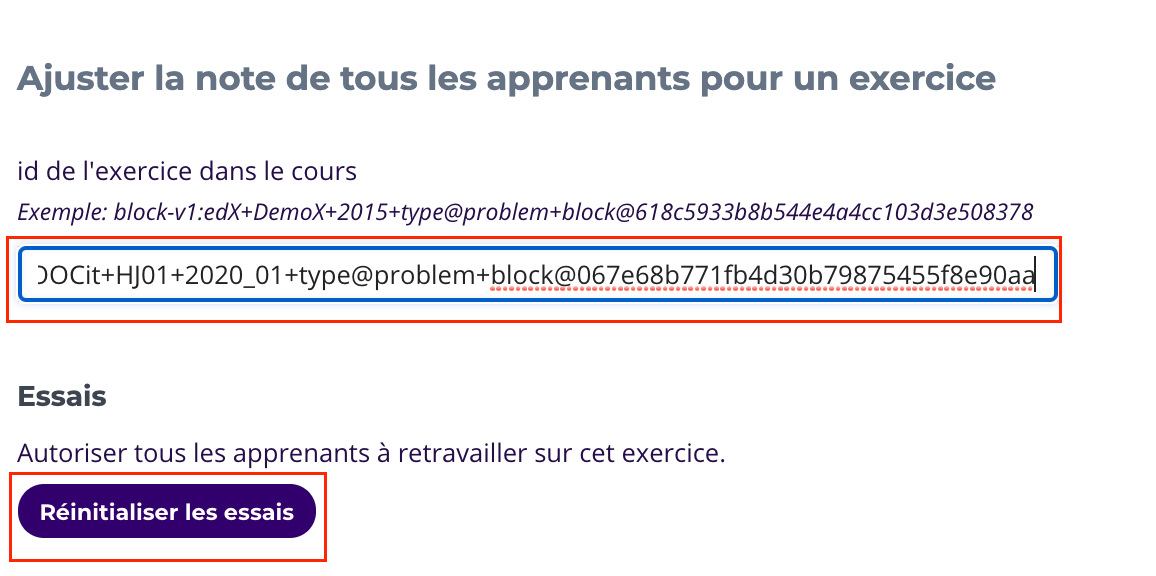 Ajuster la note de tous les apprenants pour un exercice
id de l'exercice dans le cours
Exemple: block-v1:edX+DemoX+2015+type@problem+block@618c5933b8b544e4a4cc103d3e508378
OOCit+HJ01+2020_01+type@problem+block@067e68b771fb4d30b79875455f8e90aa
Essais
Autoriser tous les apprenants à retravailler sur cet exercice.
Réinitialiser les essais